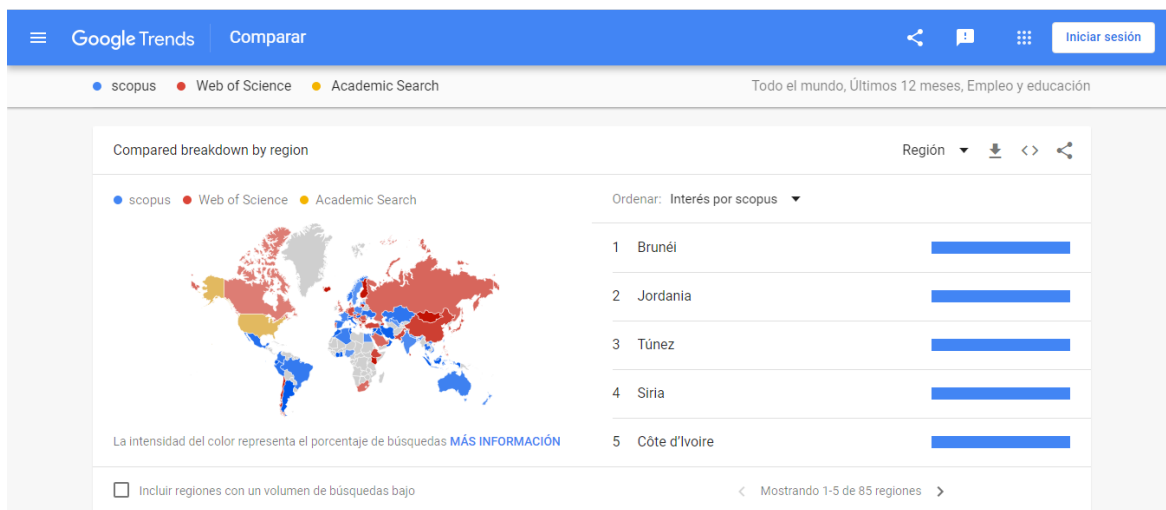 Google Trends Comparar Iniciar sesión
scopus Web of Science Academic Search Todo el mundo, Últimos 12 meses, Empleo y educación
Compared breakdown by region Región
scopus Web of Science Academic Search
Ordenar: Interés por scopus
1 Brunéi
2 Jordania
3 Túnez
4 Siria
5 Côte d'Ivoire
La intensidad del color representa el porcentaje de búsquedas MÁS INFORMACIÓN
Incluir regiones con un volumen de búsquedas bajo
Mostrando 1-5 de 85 regiones